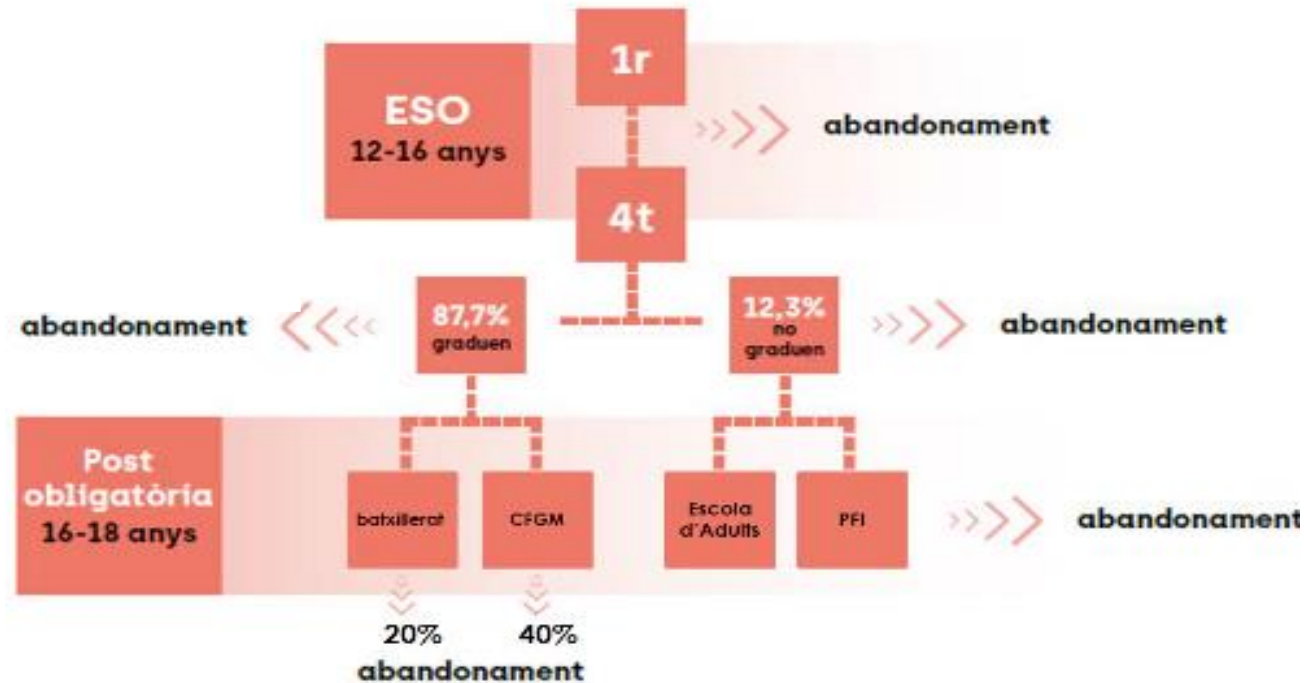 1r
ESO
12-16 anys
abandonament
4t
abandonament
87,7%
graduen
12,3%
no
graduen
abandonament
Post
obligatòria
16-18 anys
batxillerat
CFGM
Escola
d'Adults
PFI
abandonament
20%
40%
abandonament